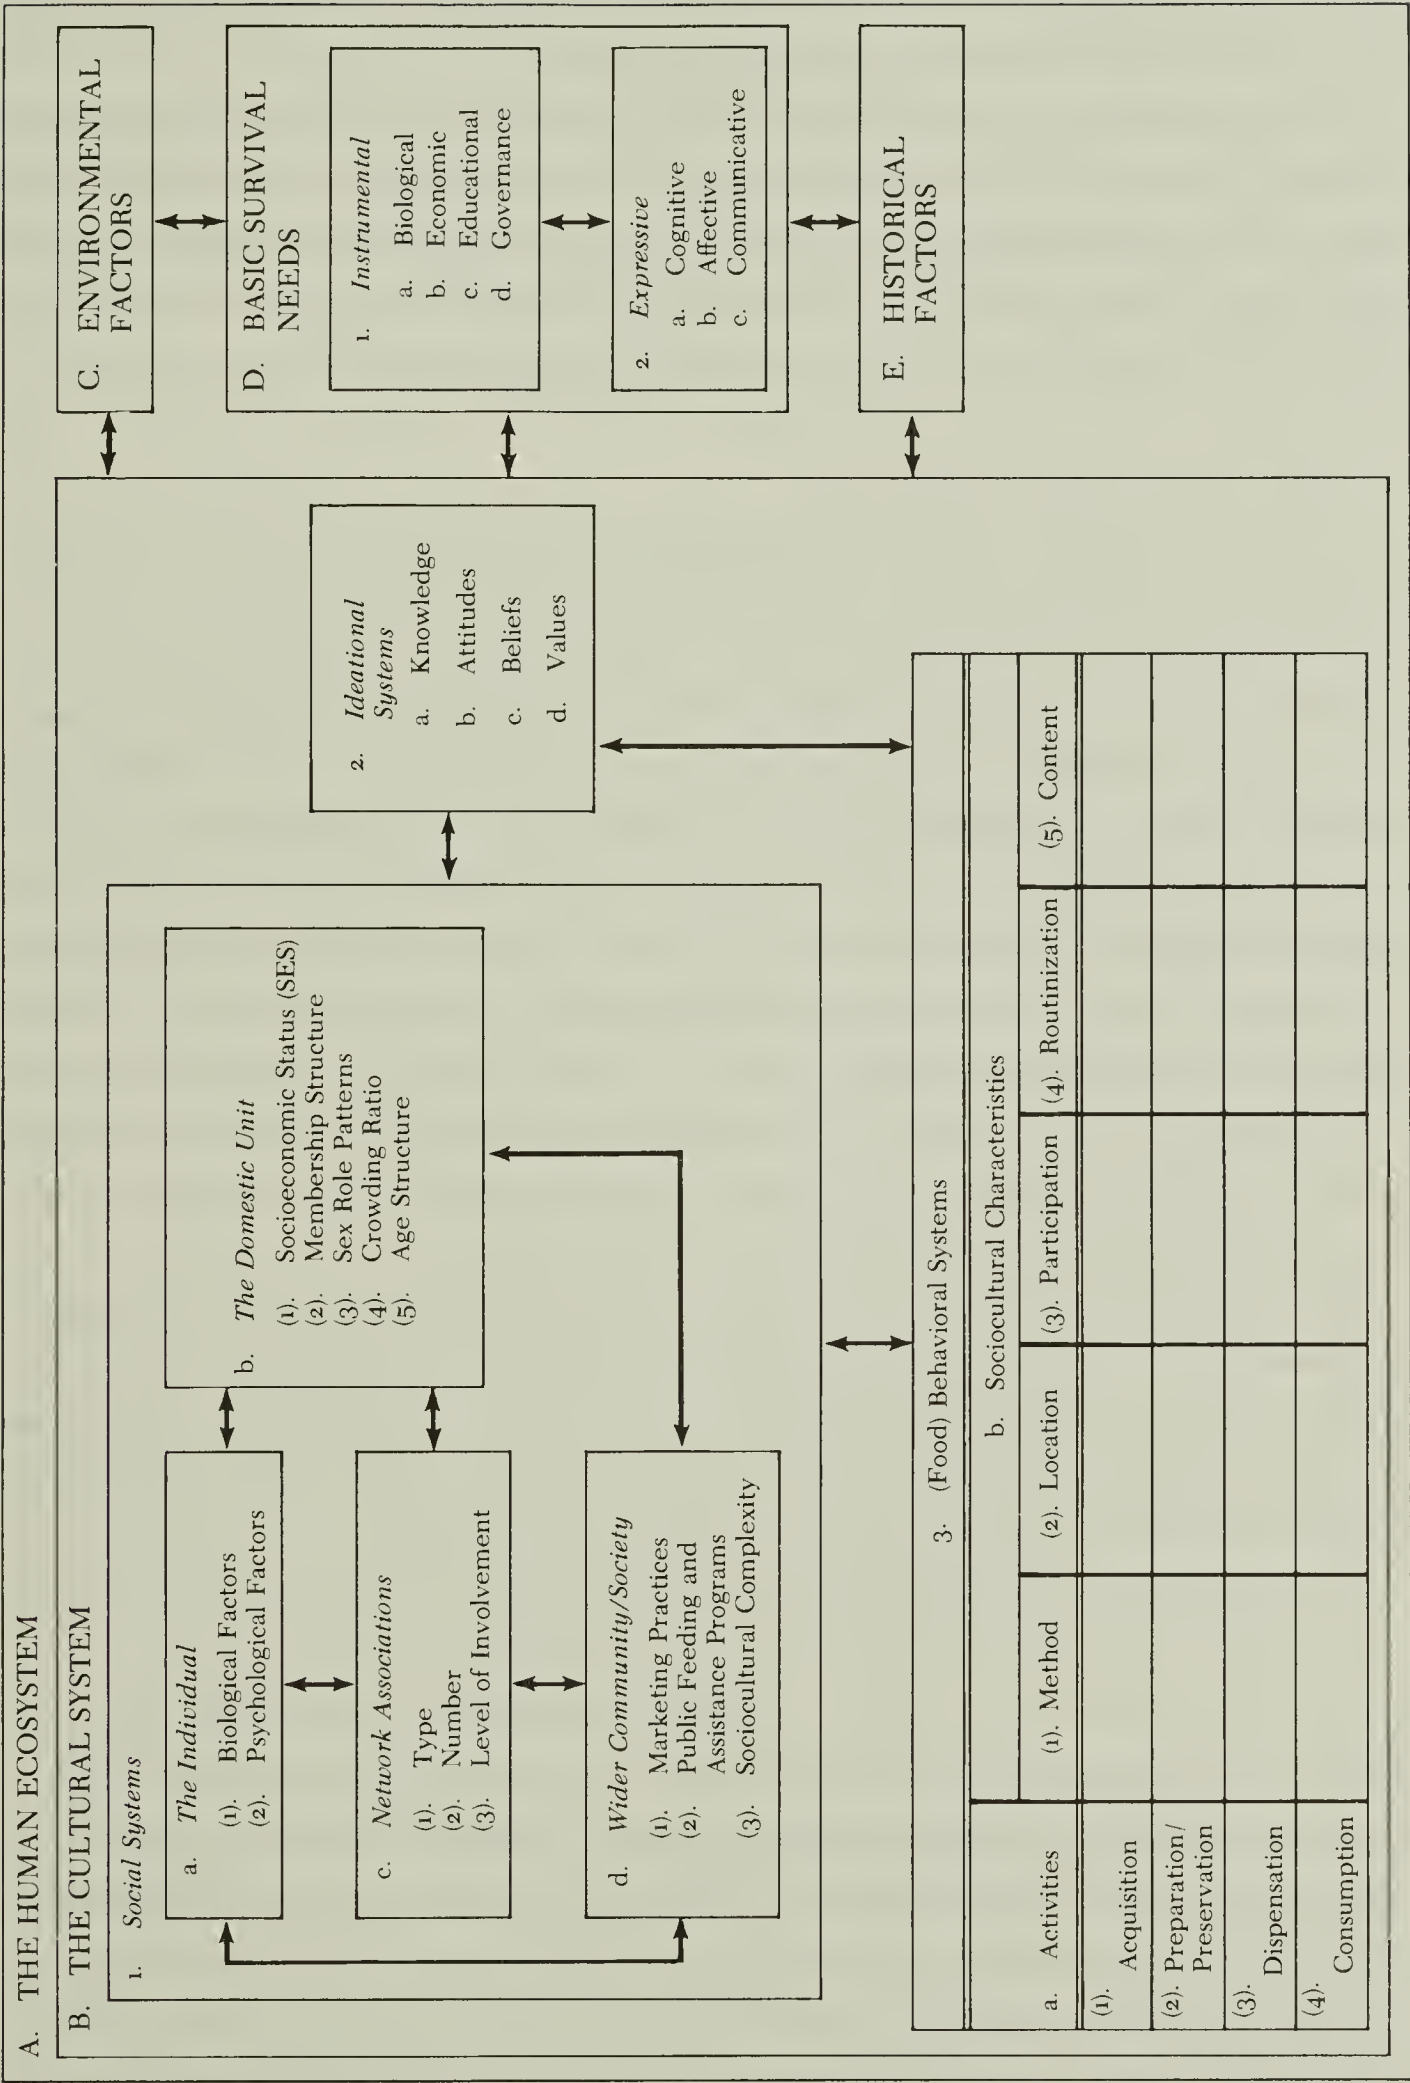 A. THE HUMAN ECOSYSTEM
B. THE CULTURAL SYSTEM
1. Social Systems
a. The Individual
(1). Biological Factors
(2). Psychological Factors
b. The Domestic Unit
(1). Socioeconomic Status (SES)
(2). Membership Structure
(3). Sex Role Patterns
(4). Crowding Ratio
(5). Age Structure
c. Network Associations
(1). Type
(2). Number
(3). Level of Involvement
d. Wider Community/Society
(1). Marketing Practices
(2). Public Feeding and
Assistance Programs
(3). Sociocultural Complexity
2. Ideational
Systems
a. Knowledge
b. Attitudes
c. Beliefs
d. Values
3. (Food) Behavioral Systems
b. Sociocultural Characteristics
a. Activities
(1). Method
(2). Location
(3). Participation
(4). Routinization
(5). Content
(1). Acquisition
(2). Preparation/
Preservation
(3). Dispensation
(4). Consumption
C. ENVIRONMENTAL
FACTORS
D. BASIC SURVIVAL
NEEDS
1. Instrumental
a. Biological
b. Economic
c. Educational
d. Governance
2. Expressive
a. Cognitive
b. Affective
c. Communicative
E. HISTORICAL
FACTORS